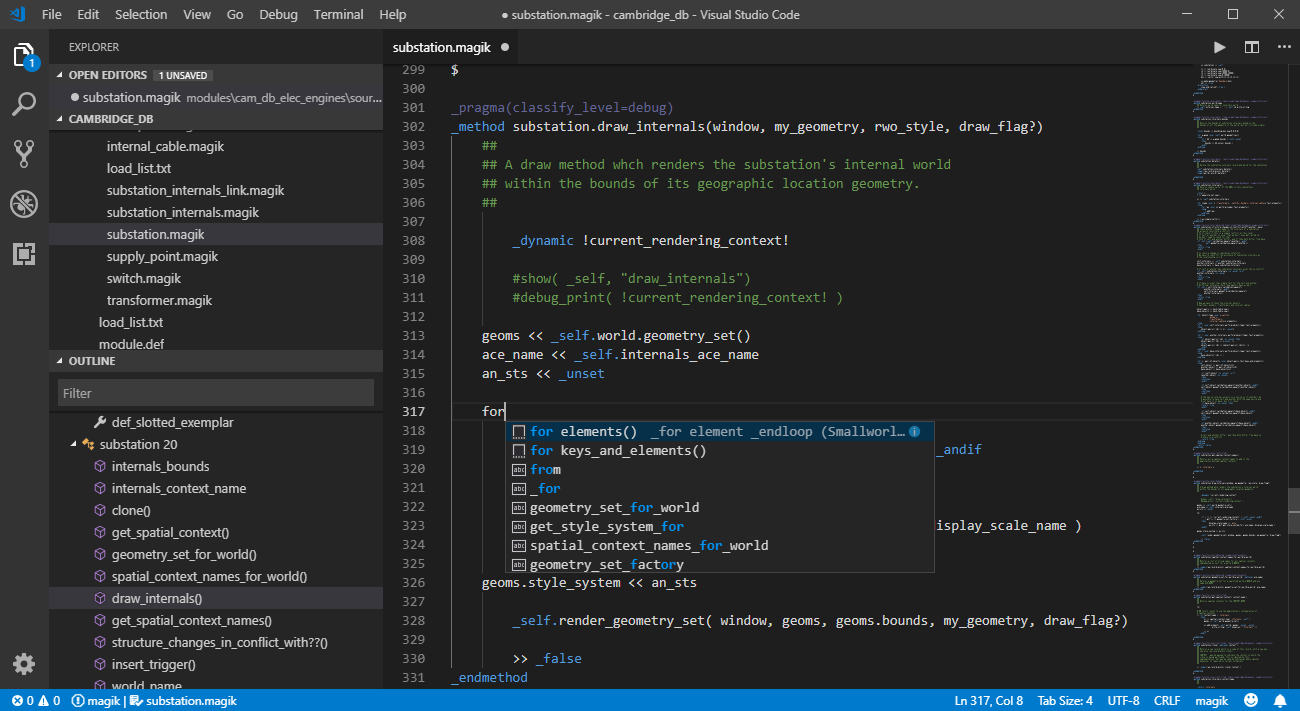 File Edit Selection View Go Debug Terminal Help
● substation.magik - cambridge_db - Visual Studio Code
1
EXPLORER
OPEN EDITORS 1 UNSAVED
● substation.magik modules\cam_db_elec_engines\sour...
CAMBRIDGE_DB
internal_cable.magik
load_list.txt
substation_internals_link.magik
substation_internals.magik
substation.magik
supply_point.magik
switch.magik
transformer.magik
load_list.txt
module.def
OUTLINE
Filter
def_slotted_exemplar
substation 20
internals_bounds
internals_context_name
clone()
get_spatial_context()
geometry_set_for_world()
spatial_context_names_for_world()
draw_internals()
get_spatial_context_names()
structure_changes_in_conflict_with??()
insert_trigger()
world_name
substation.magik ●
299 $
300
301 _pragma(classify_level=debug)
302 _method substation.draw_internals(window, my_geometry, rwo_style, draw_flag?)
303 ##
304 ## A draw method whch renders the substation's internal world
305 ## within the bounds of its geographic location geometry.
306 ##
307
308 _dynamic !current_rendering_context!
309
310 #show( _self, "draw_internals")
311 #debug_print( !current_rendering_context! )
312
313 geoms << _self.world.geometry_set()
314 ace_name << _self.internals_ace_name
315 an_sts << _unset
316
317 for
318 for elements() _for element _endloop (Smallworl...
319 for keys_and_elements() _andif
320 from
321 _for
322 geometry_set_for_world
323 get_style_system_for isplay_scale_name )
324 spatial_context_names_for_world
325 geometry_set_factory
326 geoms.style_system << an_sts
327
328 _self.render_geometry_set( window, geoms, geoms.bounds, my_geometry, draw_flag?)
329
330 >> _false
331 _endmethod
0 0 magik | substation.magik Ln 317, Col 8 Tab Size: 4 UTF-8 CRLF magik